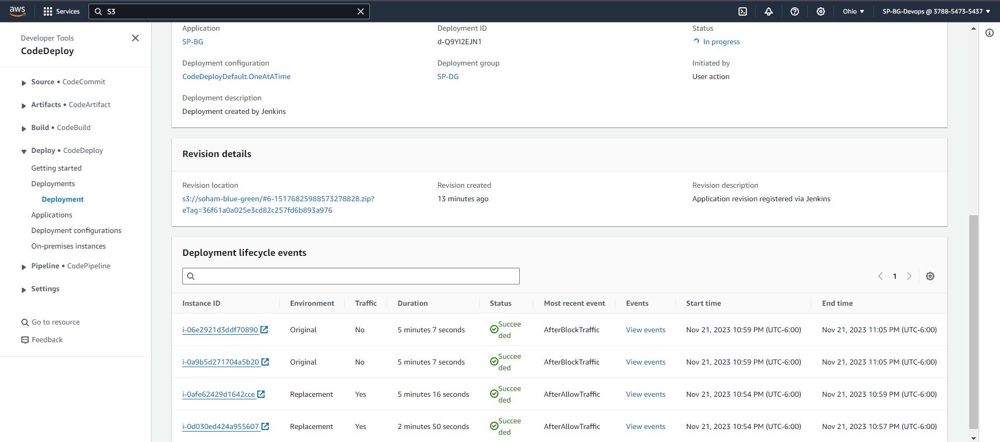 aws Services S3 Ohio SP-BG-Devops @ 3788-5473-5437
Developer Tools
CodeDeploy
Source • CodeCommit
Artifacts • CodeArtifact
Build • CodeBuild
Deploy • CodeDeploy
Getting started
Deployments
Deployment
Applications
Deployment configurations
On-premises instances
Pipeline • CodePipeline
Settings
Go to resource
Feedback
Application Deployment ID Status
SP-BG d-Q9YI2EJN1 In progress
Deployment configuration Deployment group Initiated by
CodeDeployDefault.OneAtATime SP-DG User action
Deployment description
Deployment created by Jenkins
Revision details
Revision location Revision created Revision description
s3://soham-blue-green/#6-15176825988573278828.zip? 13 minutes ago Application revision registered via Jenkins
eTag=36f61a0a025e3cd82c257fd6b893a976
Deployment lifecycle events
1
Instance ID Environment Traffic Duration Status Most recent event Events Start time End time
i-06e2921d3ddf70890 Original No 5 minutes 7 seconds Succee
ded AfterBlockTraffic View events Nov 21, 2023 10:59 PM (UTC-6:00) Nov 21, 2023 11:05 PM (UTC-6:00)
i-0a9b5d271704a5b20 Original No 5 minutes 7 seconds Succee
ded AfterBlockTraffic View events Nov 21, 2023 10:59 PM (UTC-6:00) Nov 21, 2023 11:05 PM (UTC-6:00)
i-0afe62429d1642cce Replacement Yes 5 minutes 16 seconds Succee
ded AfterAllowTraffic View events Nov 21, 2023 10:54 PM (UTC-6:00) Nov 21, 2023 10:59 PM (UTC-6:00)
i-0d030ed424a955607 Replacement Yes 2 minutes 50 seconds Succee
ded AfterAllowTraffic View events Nov 21, 2023 10:54 PM (UTC-6:00) Nov 21, 2023 10:57 PM (UTC-6:00)